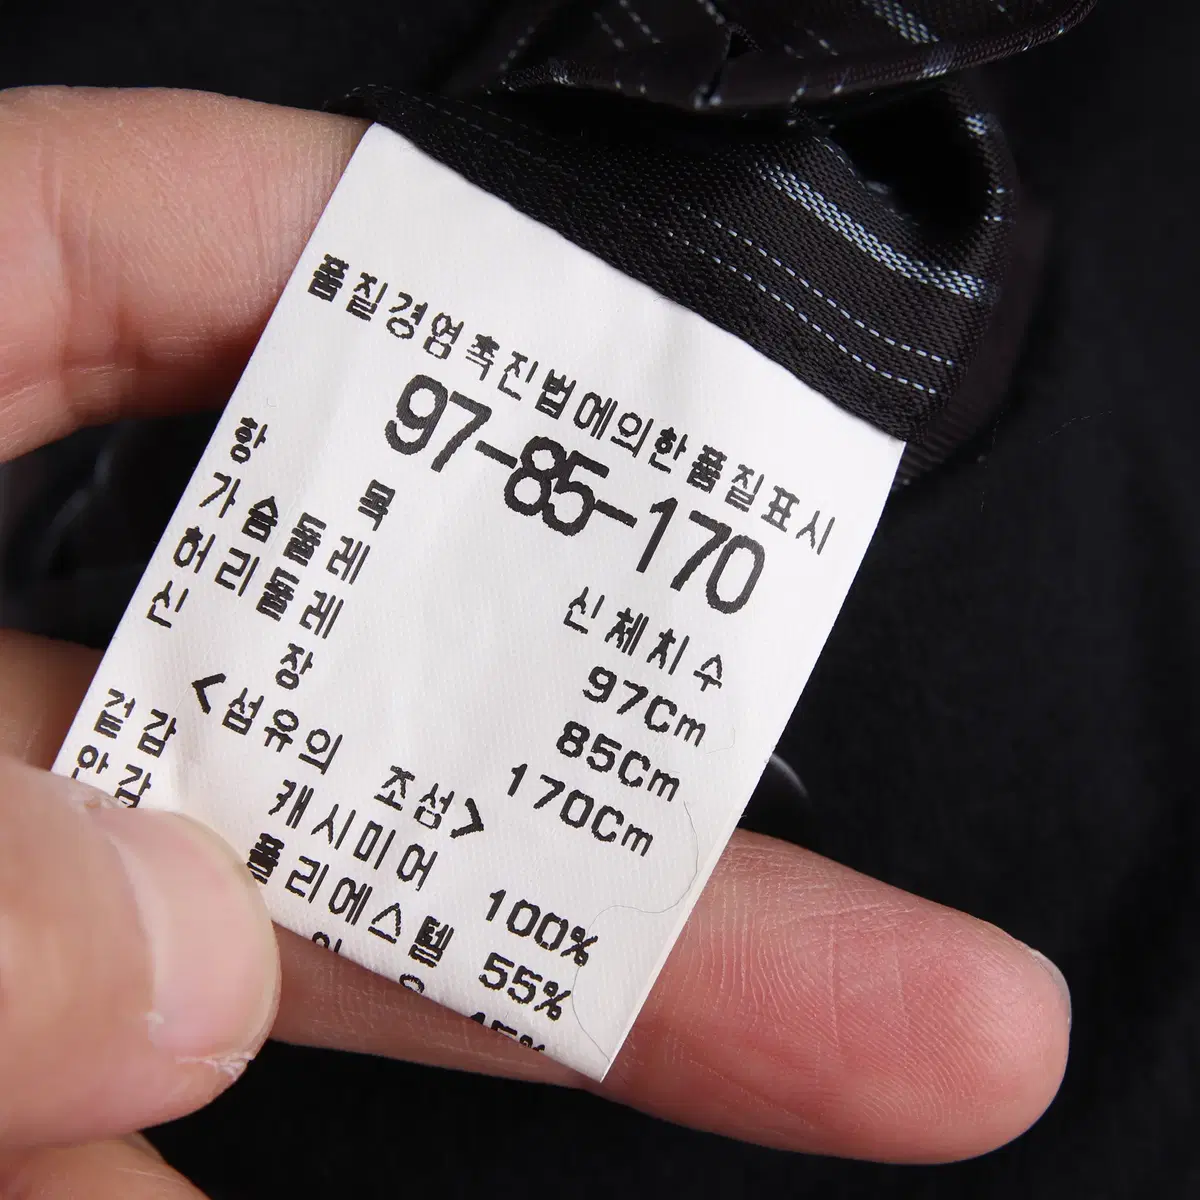 품질경영촉진법에의한품질표시
97-85-170
항 목 신체치수
가슴둘레 97Cm
허리둘레 85Cm
신 장 170Cm
<섬유의 조성>
겉감 캐시미어 100%
안감 폴리에스텔 55%